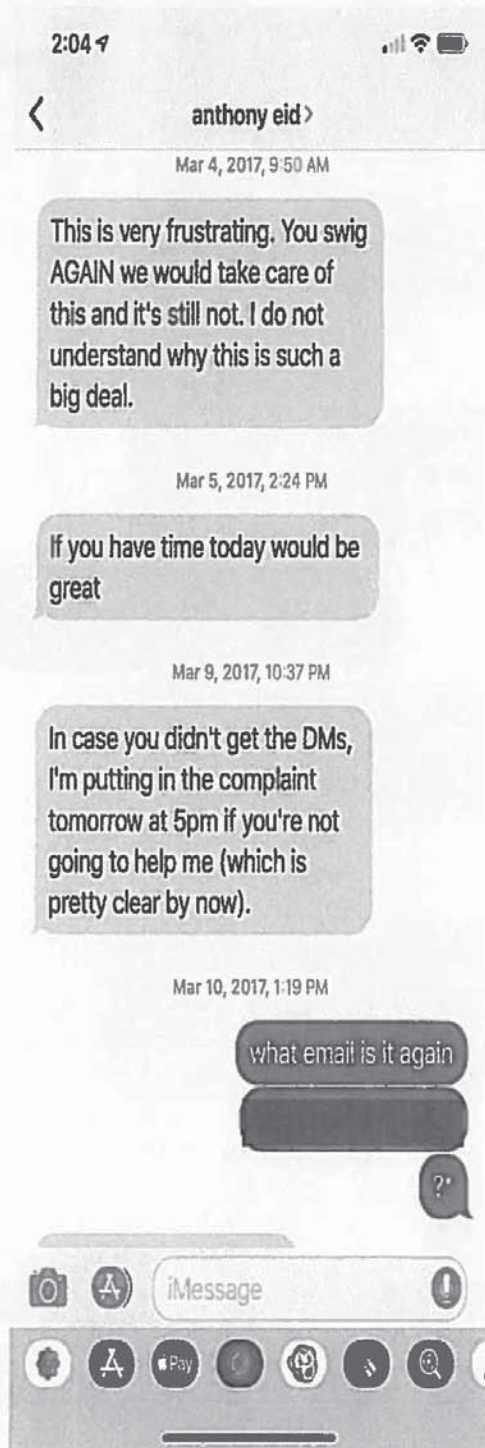 2:04
anthony eid >
Mar 4, 2017, 9:50 AM
This is very frustrating. You swig
AGAIN we would take care of
this and it's still not. I do not
understand why this is such a
big deal.
Mar 5, 2017, 2:24 PM
If you have time today would be
great
Mar 9, 2017, 10:37 PM
In case you didn't get the DMs,
I'm putting in the complaint
tomorrow at 5pm if you're not
going to help me (which is
pretty clear by now).
Mar 10, 2017, 1:19 PM
what email is it again
?*
iMessage
Pay